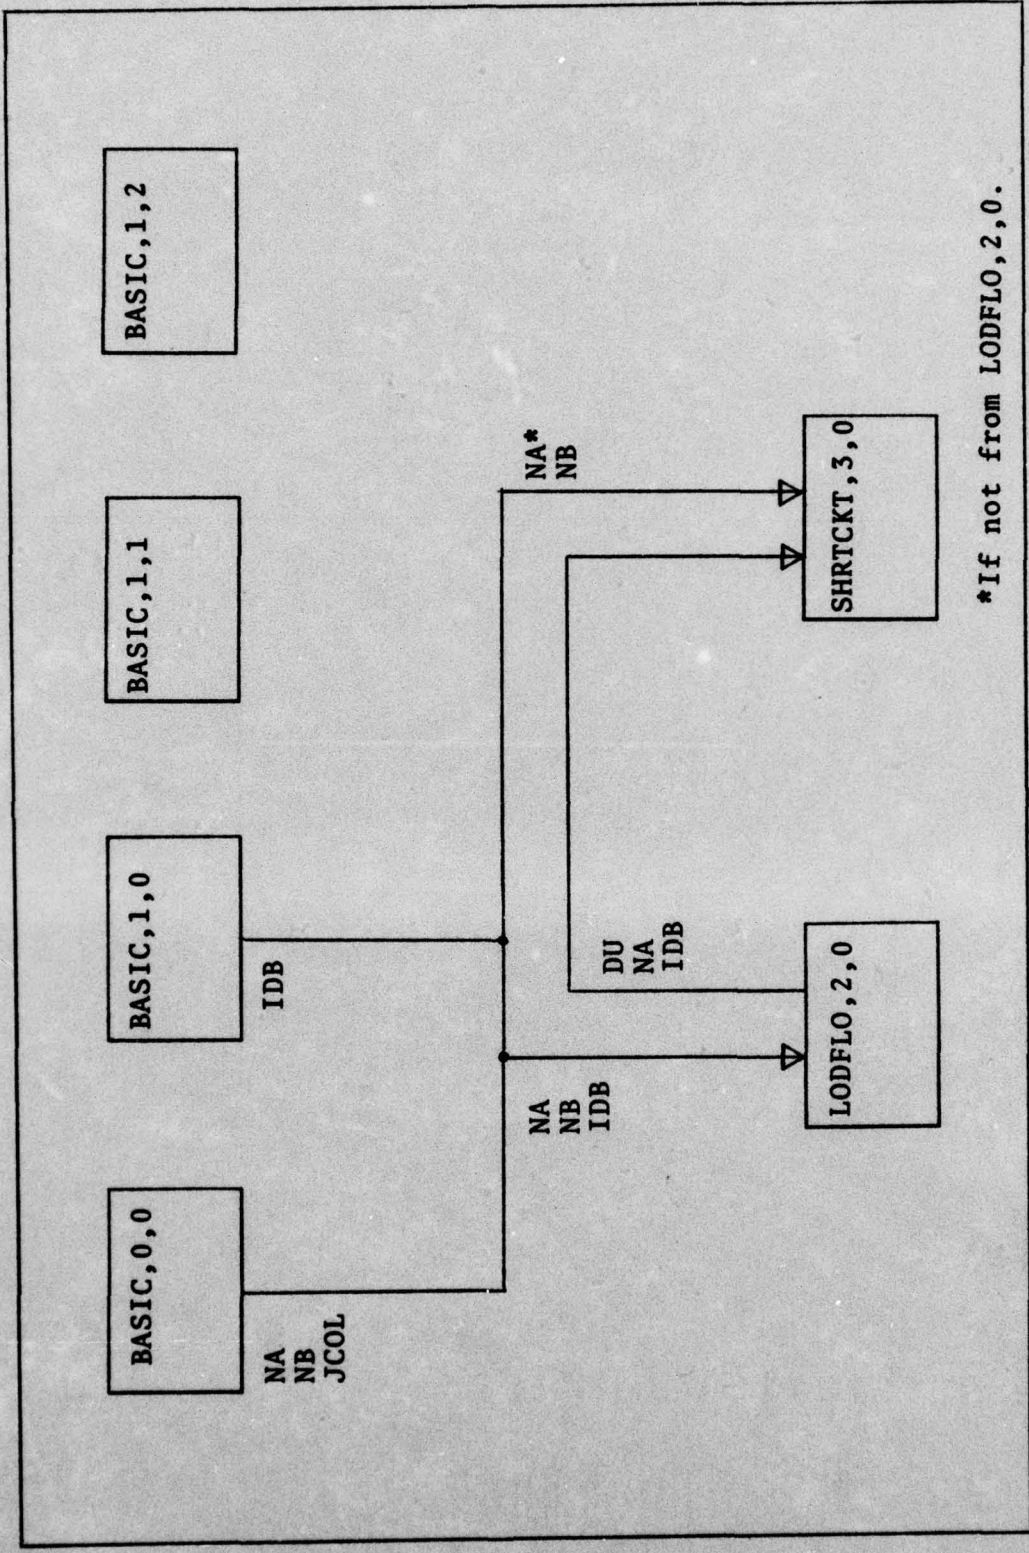 BASIC,0,0
BASIC,1,0
BASIC,1,1
BASIC,1,2
NA
NB
JCOL
IDB
NA
NB
IDB
DU
NA
IDB
NA*
NB
LODFLO,2,0
SHRTCKT,3,0
*If not from LODFLO,2,0.